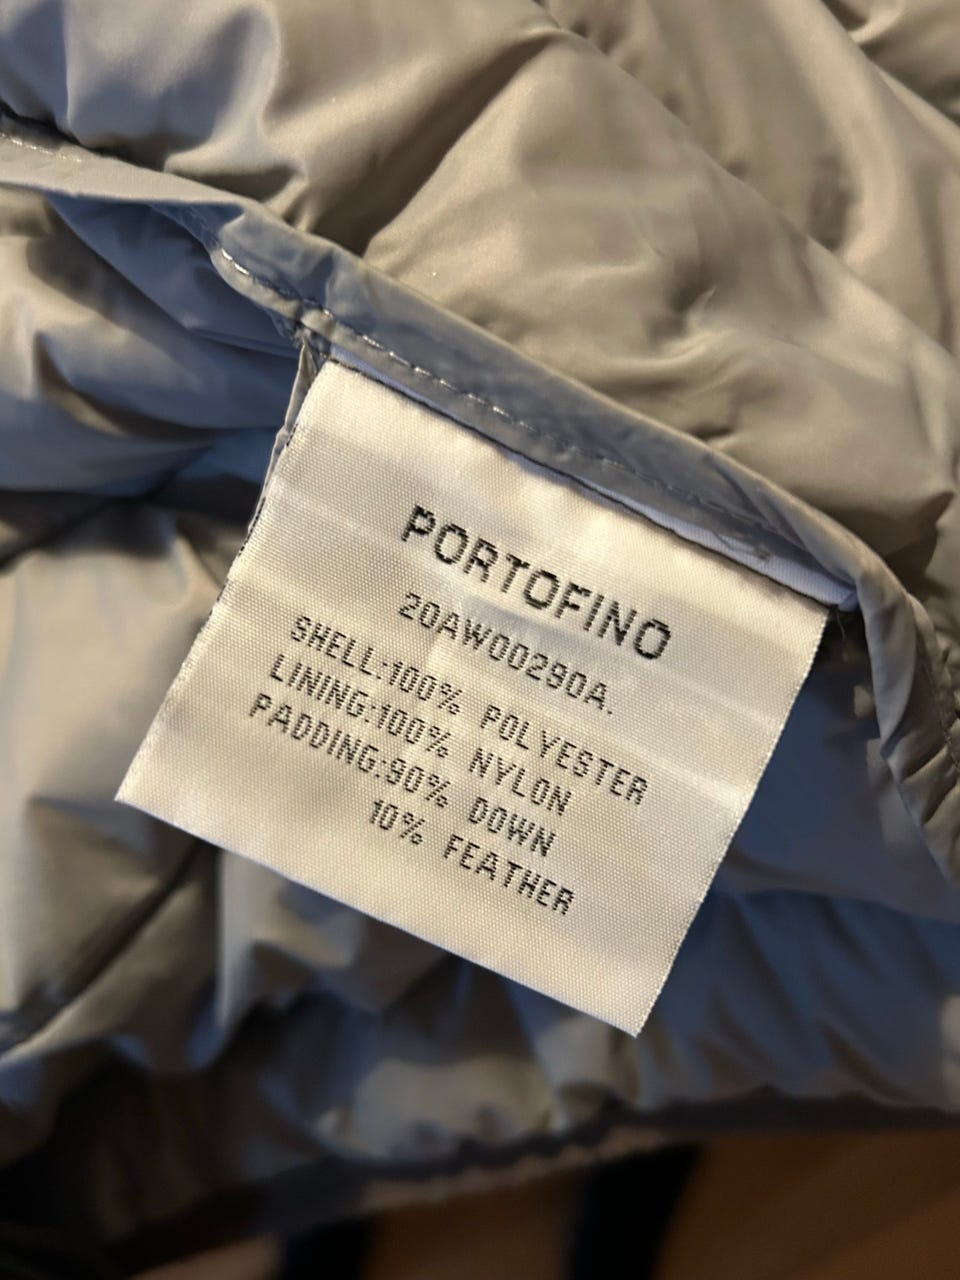 PORTOFINO
20AW00290A.
SHELL:100% POLYESTER
LINING:100% NYLON
PADDING:90% DOWN
10% FEATHER